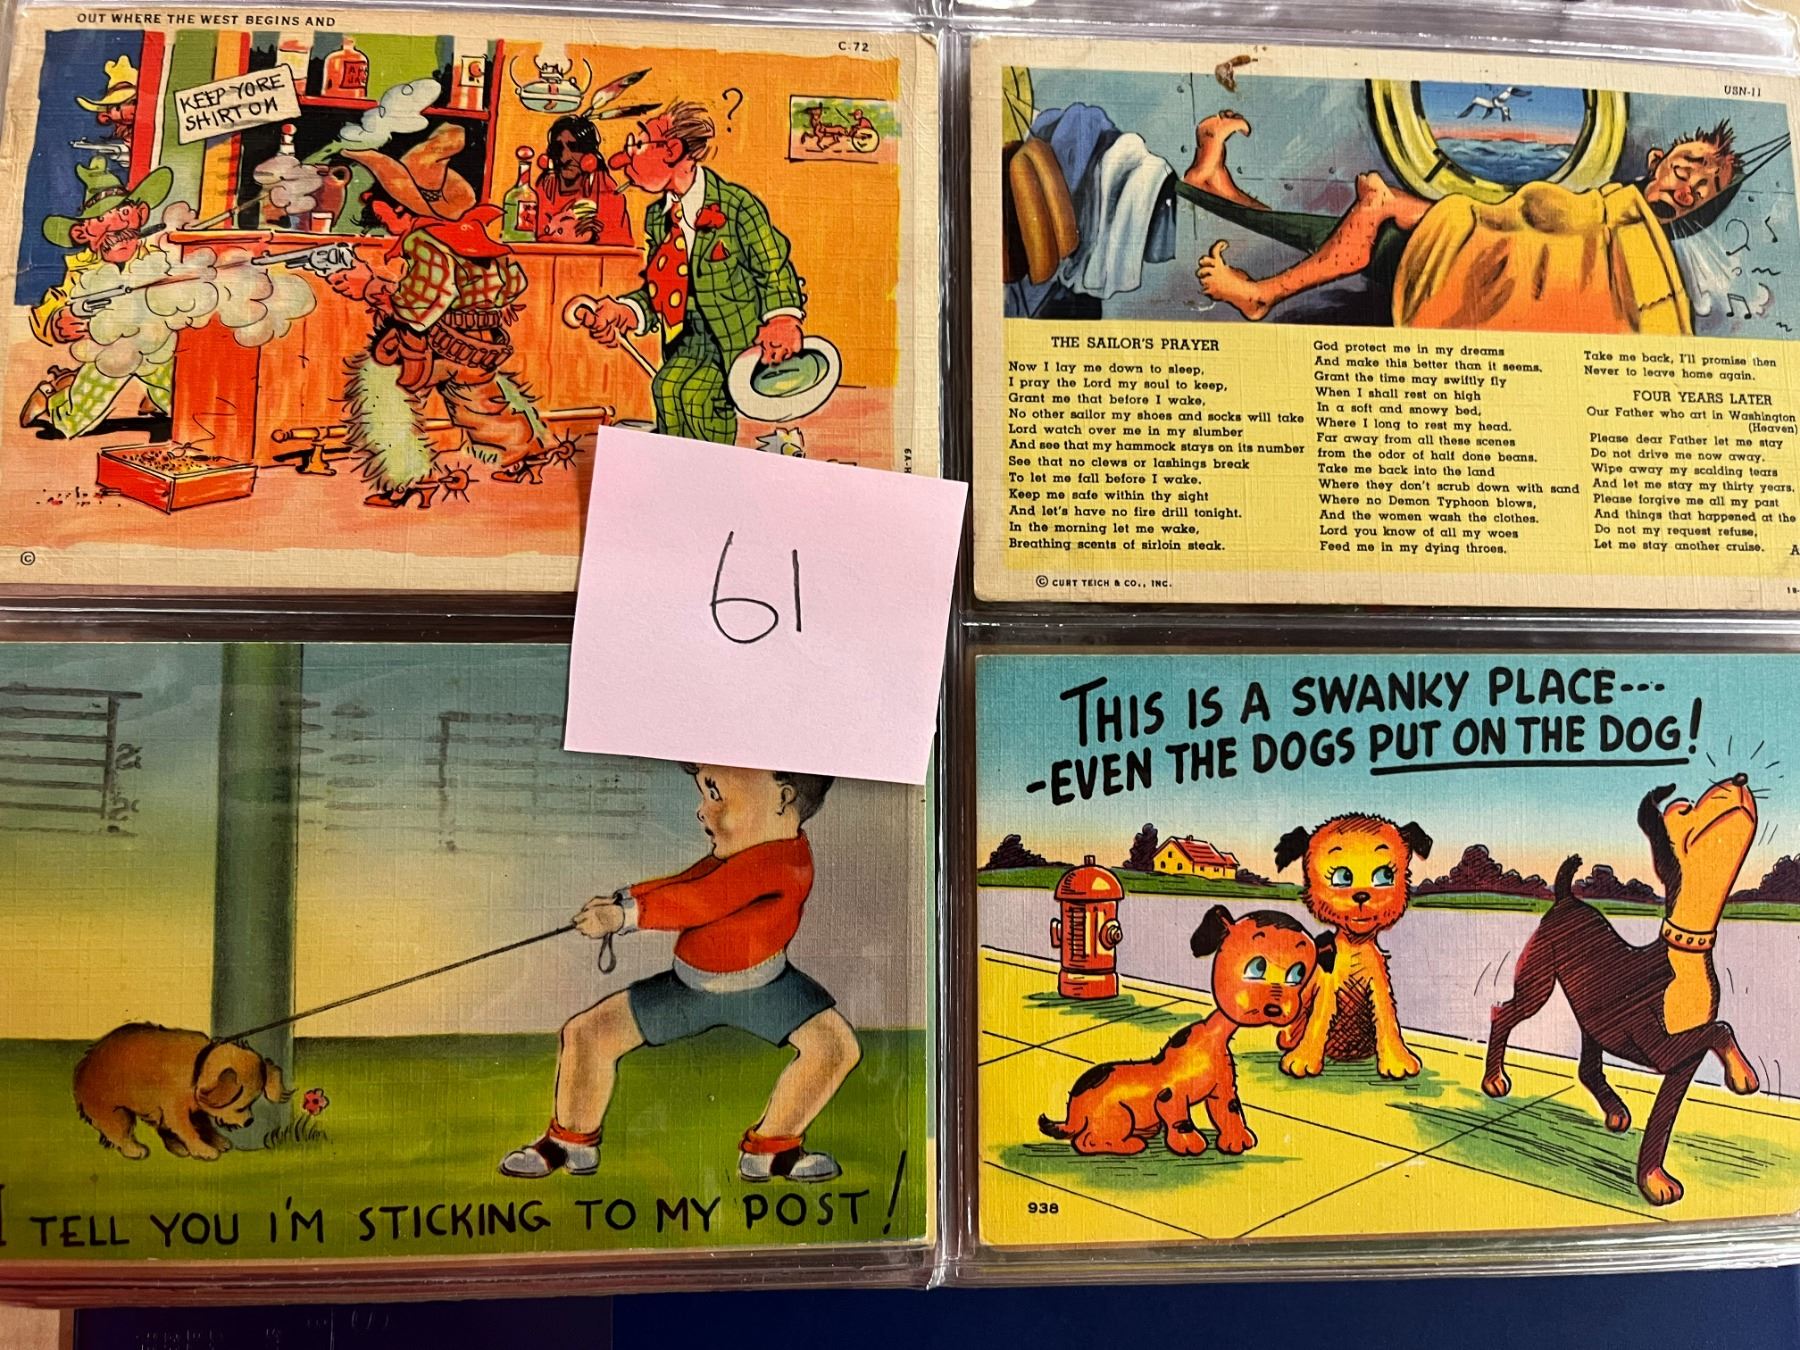 OUT WHERE THE WEST BEGINS AND
C-72
KEEP YORE
SHIRT ON
?
©
USN-11
THE SAILOR'S PRAYER
Now I lay me down to sleep,
I pray the Lord my soul to keep,
Grant me that before I wake,
No other sailor my shoes and socks will take
Lord watch over me in my slumber
And see that my hammock stays on its number
See that no clews or lashings break
To let me fall before I wake.
Keep me safe within thy sight
And let's have no fire drill tonight.
In the morning let me wake,
Breathing scents of sirloin steak.
God protect me in my dreams
And make this better than it seems.
Grant the time may swiftly fly
When I shall rest on high
In a soft and snowy bed,
Where I long to rest my head.
Far away from all these scenes
from the odor of half done beans.
Take me back into the land
Where they don't scrub down with sand
Where no Demon Typhoon blows,
And the women wash the clothes.
Lord you know of all my woes
Feed me in my dying throes.
Take me back, I'll promise then
Never to leave home again.
FOUR YEARS LATER
Our Father who art in Washington
(Heaven)
Please dear Father let me stay
Do not drive me now away.
Wipe away my scalding tears
And let me stay my thirty years.
Please forgive me all my past
And things that happened at the
Do not my request refuse,
Let me stay another cruise.
© CURT TEICH & CO., INC.
61
I TELL YOU I'M STICKING TO MY POST!
THIS IS A SWANKY PLACE---
-EVEN THE DOGS PUT ON THE DOG!
938